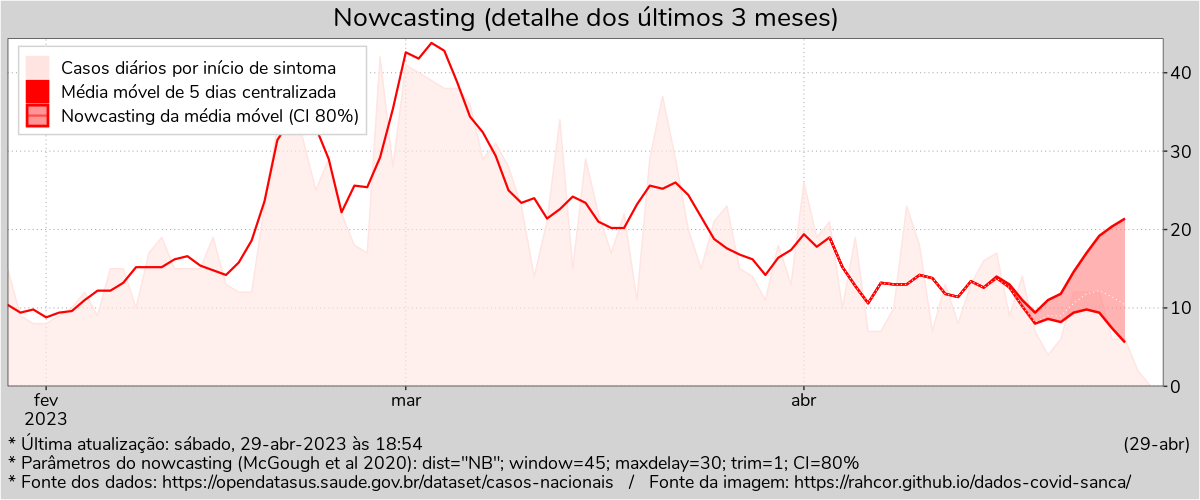 Nowcasting (detalhe dos últimos 3 meses)
Casos diários por início de sintoma
Média móvel de 5 dias centralizada
Nowcasting da média móvel (CI 80%)
40
30
20
10
0
fev
2023
mar
abr
* Última atualização: sábado, 29-abr-2023 às 18:54
(29-abr)
* Parâmetros do nowcasting (McGough et al 2020): dist="NB"; window=45; maxdelay=30; trim=1; CI=80%
* Fonte dos dados: https://opendatasus.saude.gov.br/dataset/casos-nacionais / Fonte da imagem: https://rahcor.github.io/dados-covid-sanca/